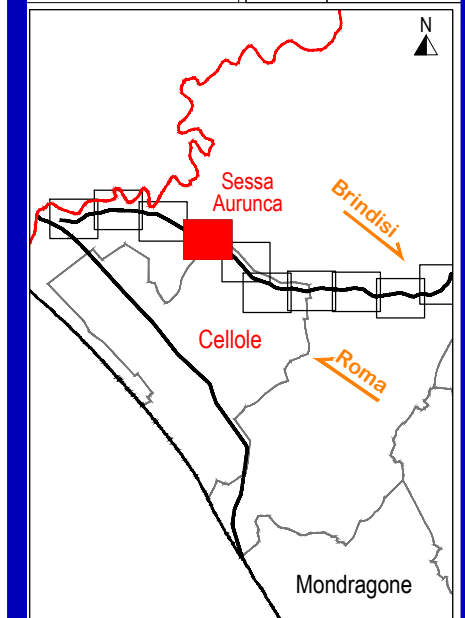 N
Sessa
Aurunca
Brindisi
Cellole
Roma
Mondragone